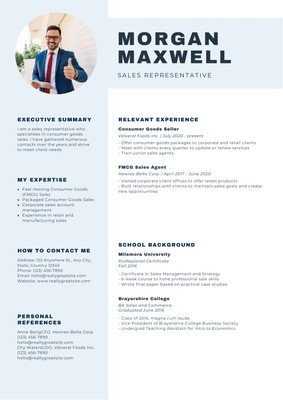 MORGAN
MAXWELL
SALES REPRESENTATIVE
EXECUTIVE SUMMARY
I am a sales representative who
specializes in consumer goods
sales. I have gathered numerous
contacts over the years and strive
to meet client needs.
MY EXPERTISE
Fast-moving Consumer Goods
(FMCG) Sales
Packaged Consumer Goods Sales
Corporate sales account
management
Experience in retail and
manufacturing sales
HOW TO CONTACT ME
Address: 123 Anywhere St., Any City,
State, Country 12345
Phone: (123) 456-7890
Email: hello@reallygreatsite.com
Website: www.reallygreatsite.com
PERSONAL
REFERENCES
Anne BangCFO, Hewres-Belte Corp.
(123) 456-7890
hello@reallygreatsite.com
Chy WatersCOO, Velveral Foods Inc.
(123) 456-7890
hello@reallygreatsite.com
RELEVANT EXPERIENCE
Consumer Goods Seller
Velveral Foods Inc. | July 2020 - present
- Offer consumer goods packages to corporate and retail clients
- Meet with clients every quarter to update or renew services
- Train junior sales agents
FMCG Sales Agent
Hewres-Belte Corp. | April 2017 - June 2020
- Visited corporate client offices to offer latest products
- Built relationships with clients to maintain sales goals and create
new opportunities
SCHOOL BACKGROUND
Milemora University
Professional Certificate
Fall 2016
- Certificate in Sales Management and Strategy
- 6-week course to hone professional sale skills
- Wrote final paper based on practical case studies
Brayershire College
BA Sales and Commerce
Graduated June 2016
- Class of 2016, magna cum laude
- Vice President of Brayershire College Business Society
- Undergrad Teaching Assistant for Intro to Economics